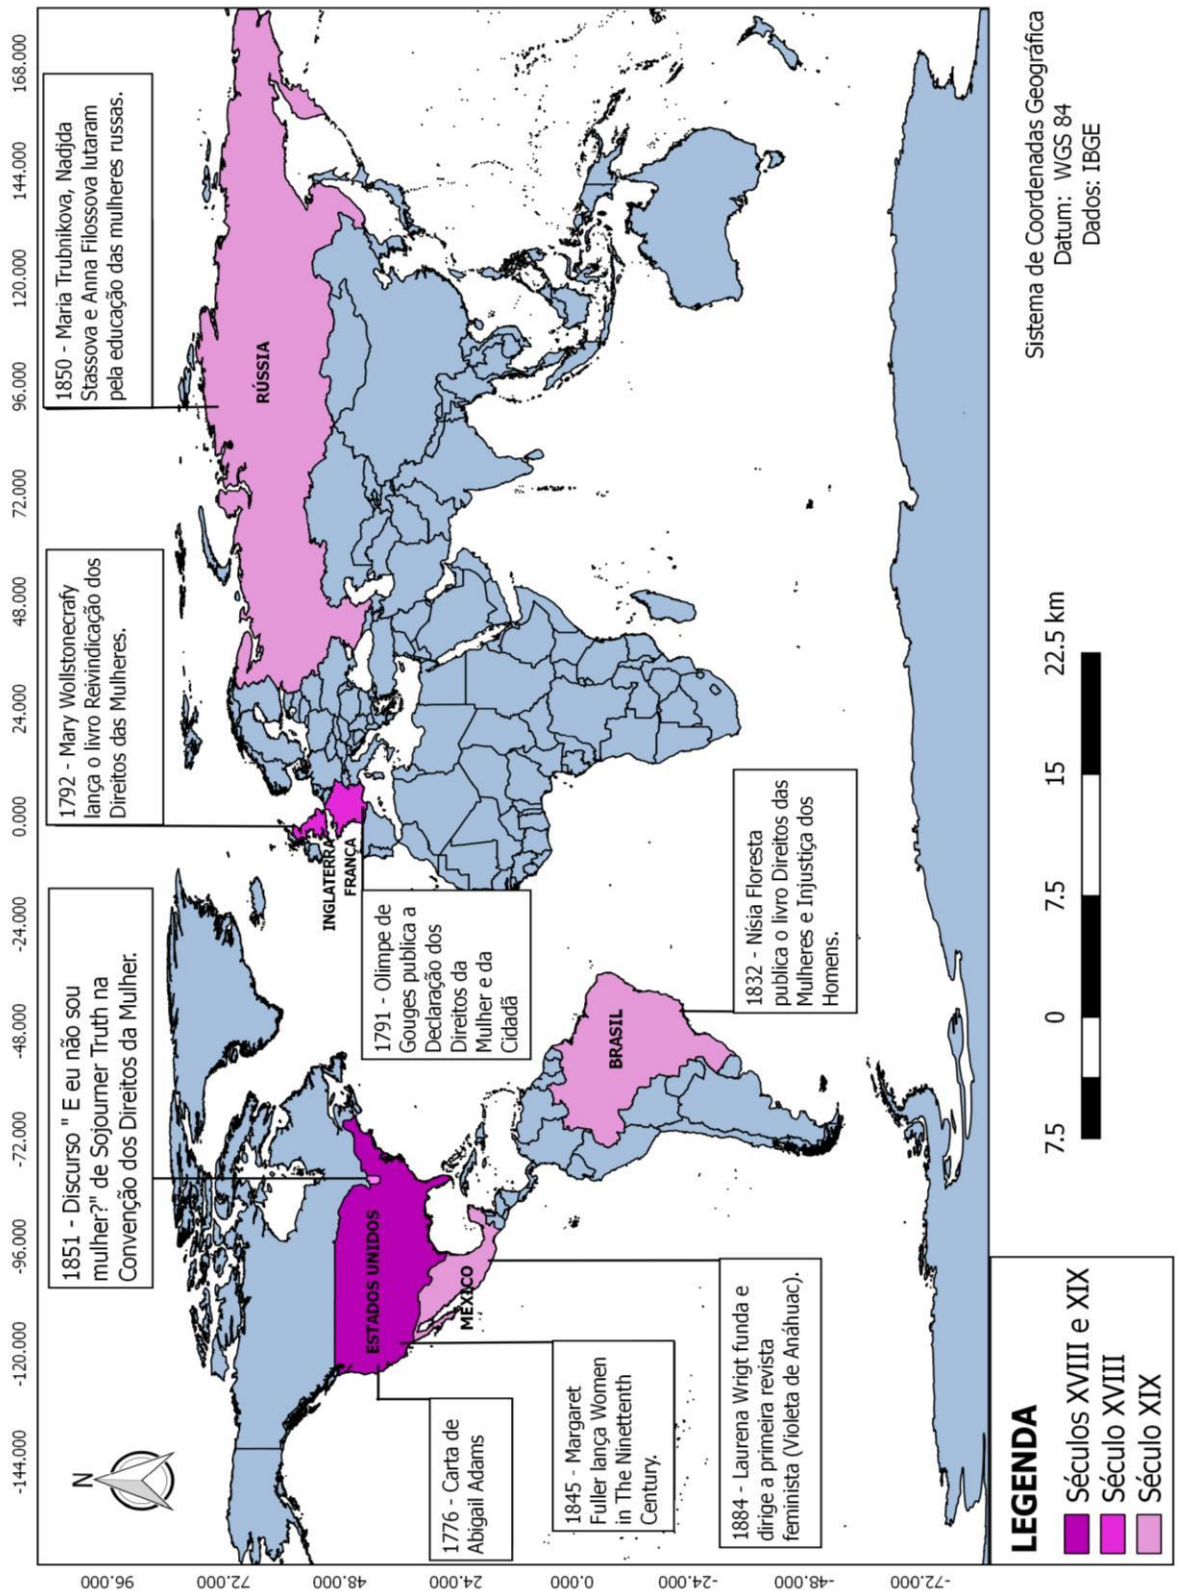 -144.000
-120.000
-96.000
-72.000
-48.000
-24.000
0.000
24.000
48.000
72.000
96.000
120.000
144.000
168.000
96.000
72.000
48.000
24.000
0.000
-24.000
-48.000
-72.000
N
1851 - Discurso " E eu não sou
mulher?" de Sojourner Truth na
Convenção dos Direitos da Mulher.
1792 - Mary Wollstonecrafy
lança o livro Reivindicação dos
Direitos das Mulheres.
1850 - Maria Trubnikova, Nadjda
Stassova e Anna Filossova lutaram
pela educação das mulheres russas.
RÚSSIA
INGLATERRA
FRANÇA
ESTADOS UNIDOS
MÉXICO
BRASIL
1791 - Olimpe de
Gouges publica a
Declaração dos
Direitos da
Mulher e da
Cidadã
1776 - Carta de
Abigail Adams
1845 - Margaret
Fuller lança Women
in The Ninettenth
Century.
1884 - Laurena Wrigt funda e
dirige a primeira revista
feminista (Violeta de Anáhuac).
1832 - Nísia Floresta
publica o livro Direitos das
Mulheres e Injustiça dos
Homens.
LEGENDA
Séculos XVIII e XIX
Século XVIII
Século XIX
7.5 0 7.5 15 22.5 km
Sistema de Coordenadas Geográfica
Datum: WGS 84
Dados: IBGE